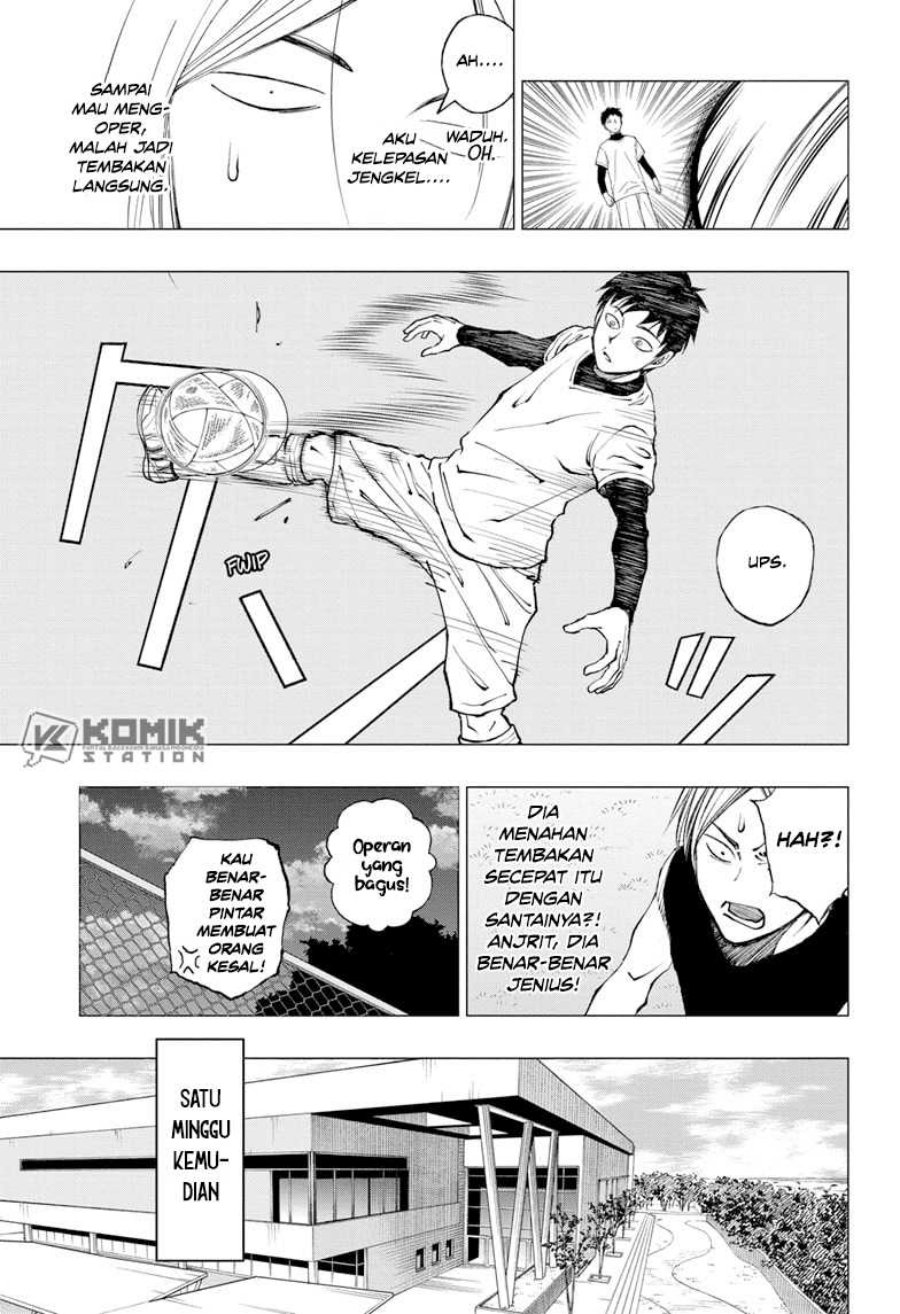 AH....
WADUH.
OH.
AKU
KELEPASAN
JENGKEL....
SAMPAI
MAU MENG-
OPER,
MALAH JADI
TEMBAKAN
LANGSUNG.
UPS.
FWIP
KOMIK
STATION
HAH?!
DIA
MENAHAN
TEMBAKAN
SECEPAT ITU
DENGAN
SANTAINYA?!
ANJRIT, DIA
BENAR-BENAR
JENIUS!
Operan
yang
bagus!
KAU
BENAR-
BENAR
PINTAR
MEMBUAT
ORANG
KESAL!
SATU
MINGGU
KEMU-
DIAN